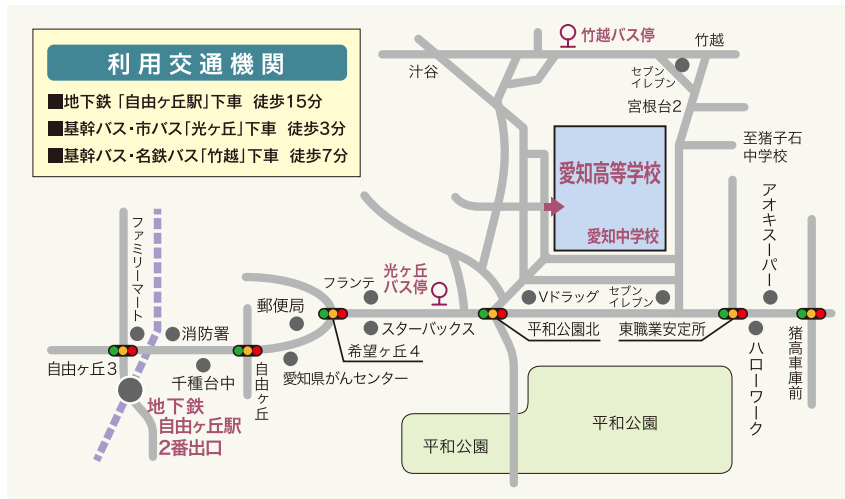 利用交通機関
■地下鉄「自由ヶ丘駅」下車 徒歩15分
■基幹バス・市バス「光ヶ丘」下車 徒歩3分
■基幹バス・名鉄バス「竹越」下車 徒歩7分
竹越バス停
竹越
汁谷
セブン
イレブン
宮根台2
至猪子石
中学校
愛知高等学校
愛知中学校
アオキスーパー
ファミリーマート
光ヶ丘
バス停
フランテ
郵便局
Vドラッグ
セブン
イレブン
消防署
スターバックス
平和公園北
東職業安定所
希望ヶ丘4
自由ヶ丘3
千種台中
自由ヶ丘
愛知県がんセンター
ハローワーク
猪高車庫前
地下鉄
自由ヶ丘駅
2番出口
平和公園
平和公園